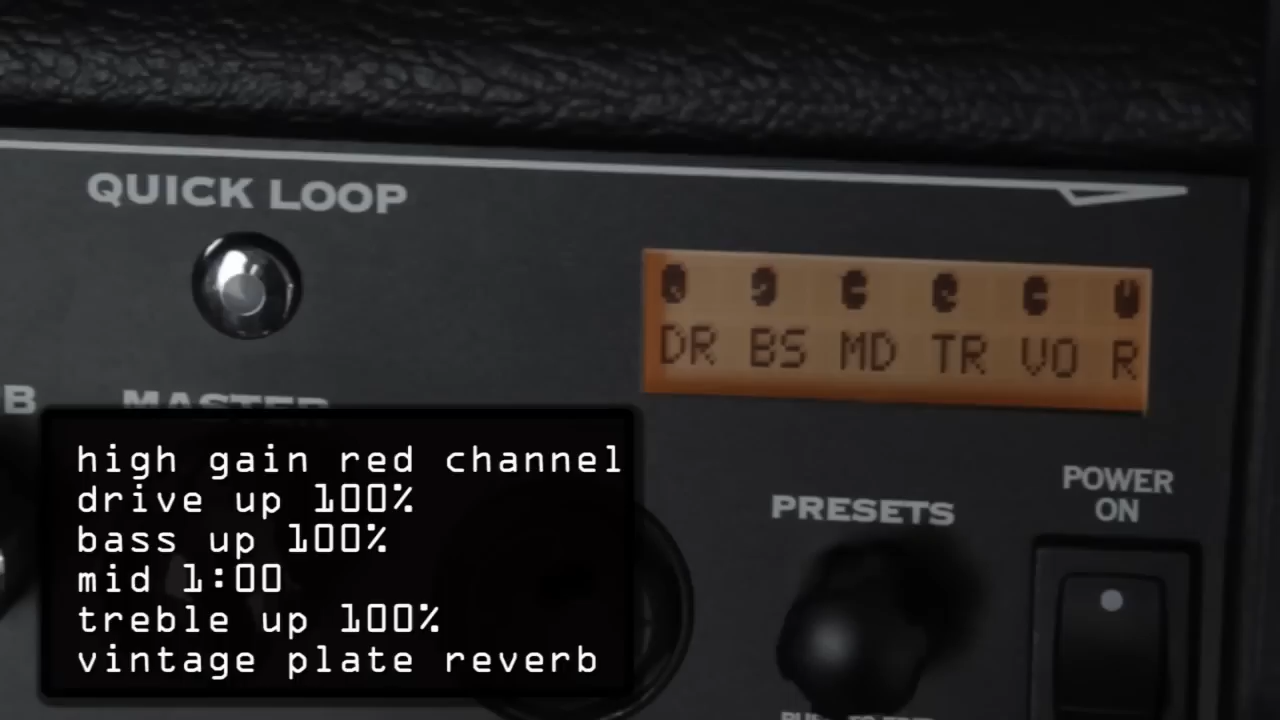 QUICK LOOP
DR BS MD TR VO R
B
MASTER
high gain red channel
drive up 100%
bass up 100%
mid 1:00
treble up 100%
vintage plate reverb
PRESETS
POWER
ON